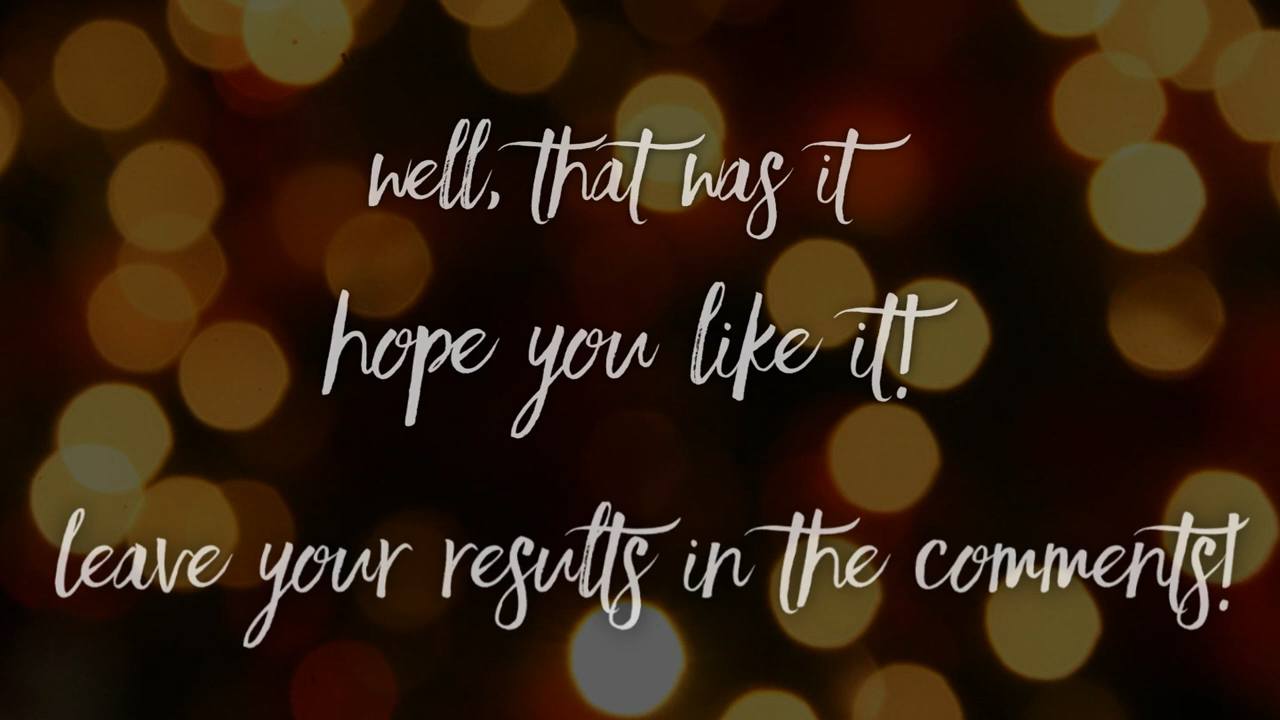 well, that was it
hope you like it!
leave your results in the comments!